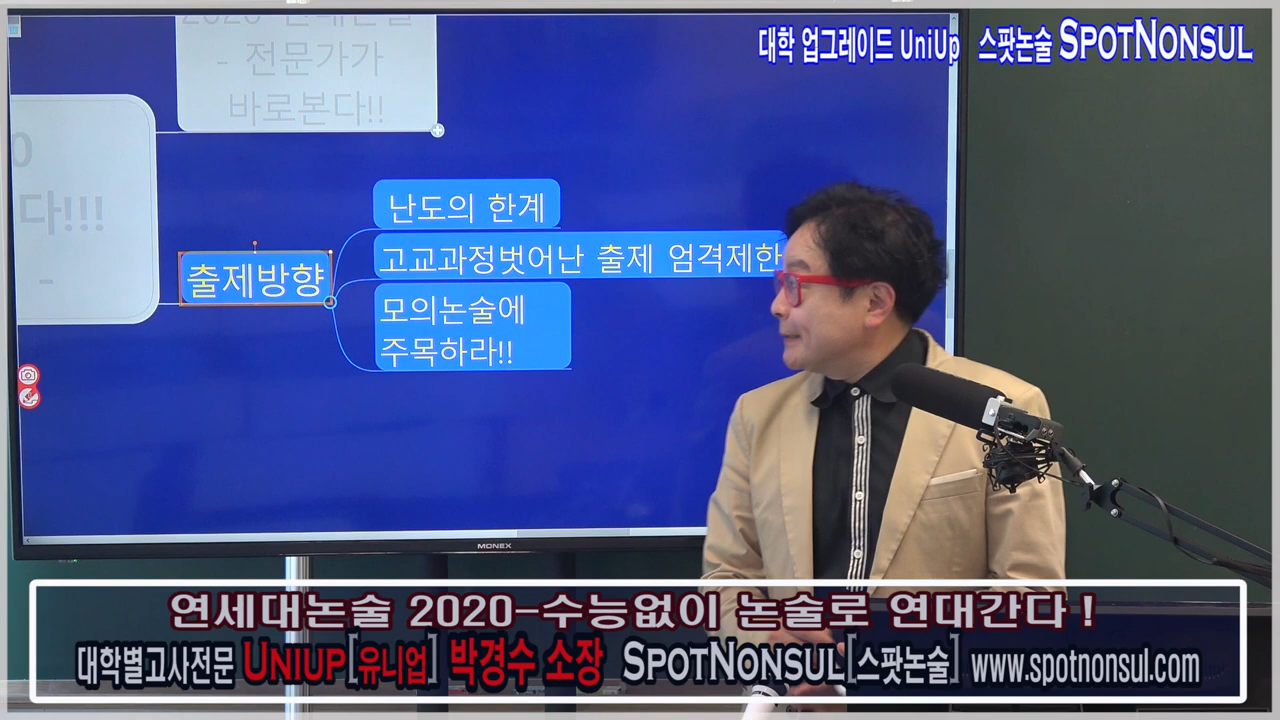 대학 업그레이드 UniUp 스팟논술 SPOTNONSUL
- 전문가가
바로본다!!
다!!!
-
출제방향
난도의 한계
고교과정벗어난 출제 엄격제한
모의논술에
주목하라!!
MONEX
연세대논술 2020-수능없이 논술로 연대간다!
대학별고사전문 UNIUP[유니업] 박경수 소장 SPOTNONSUL[스팟논술] www.spotnonsul.com